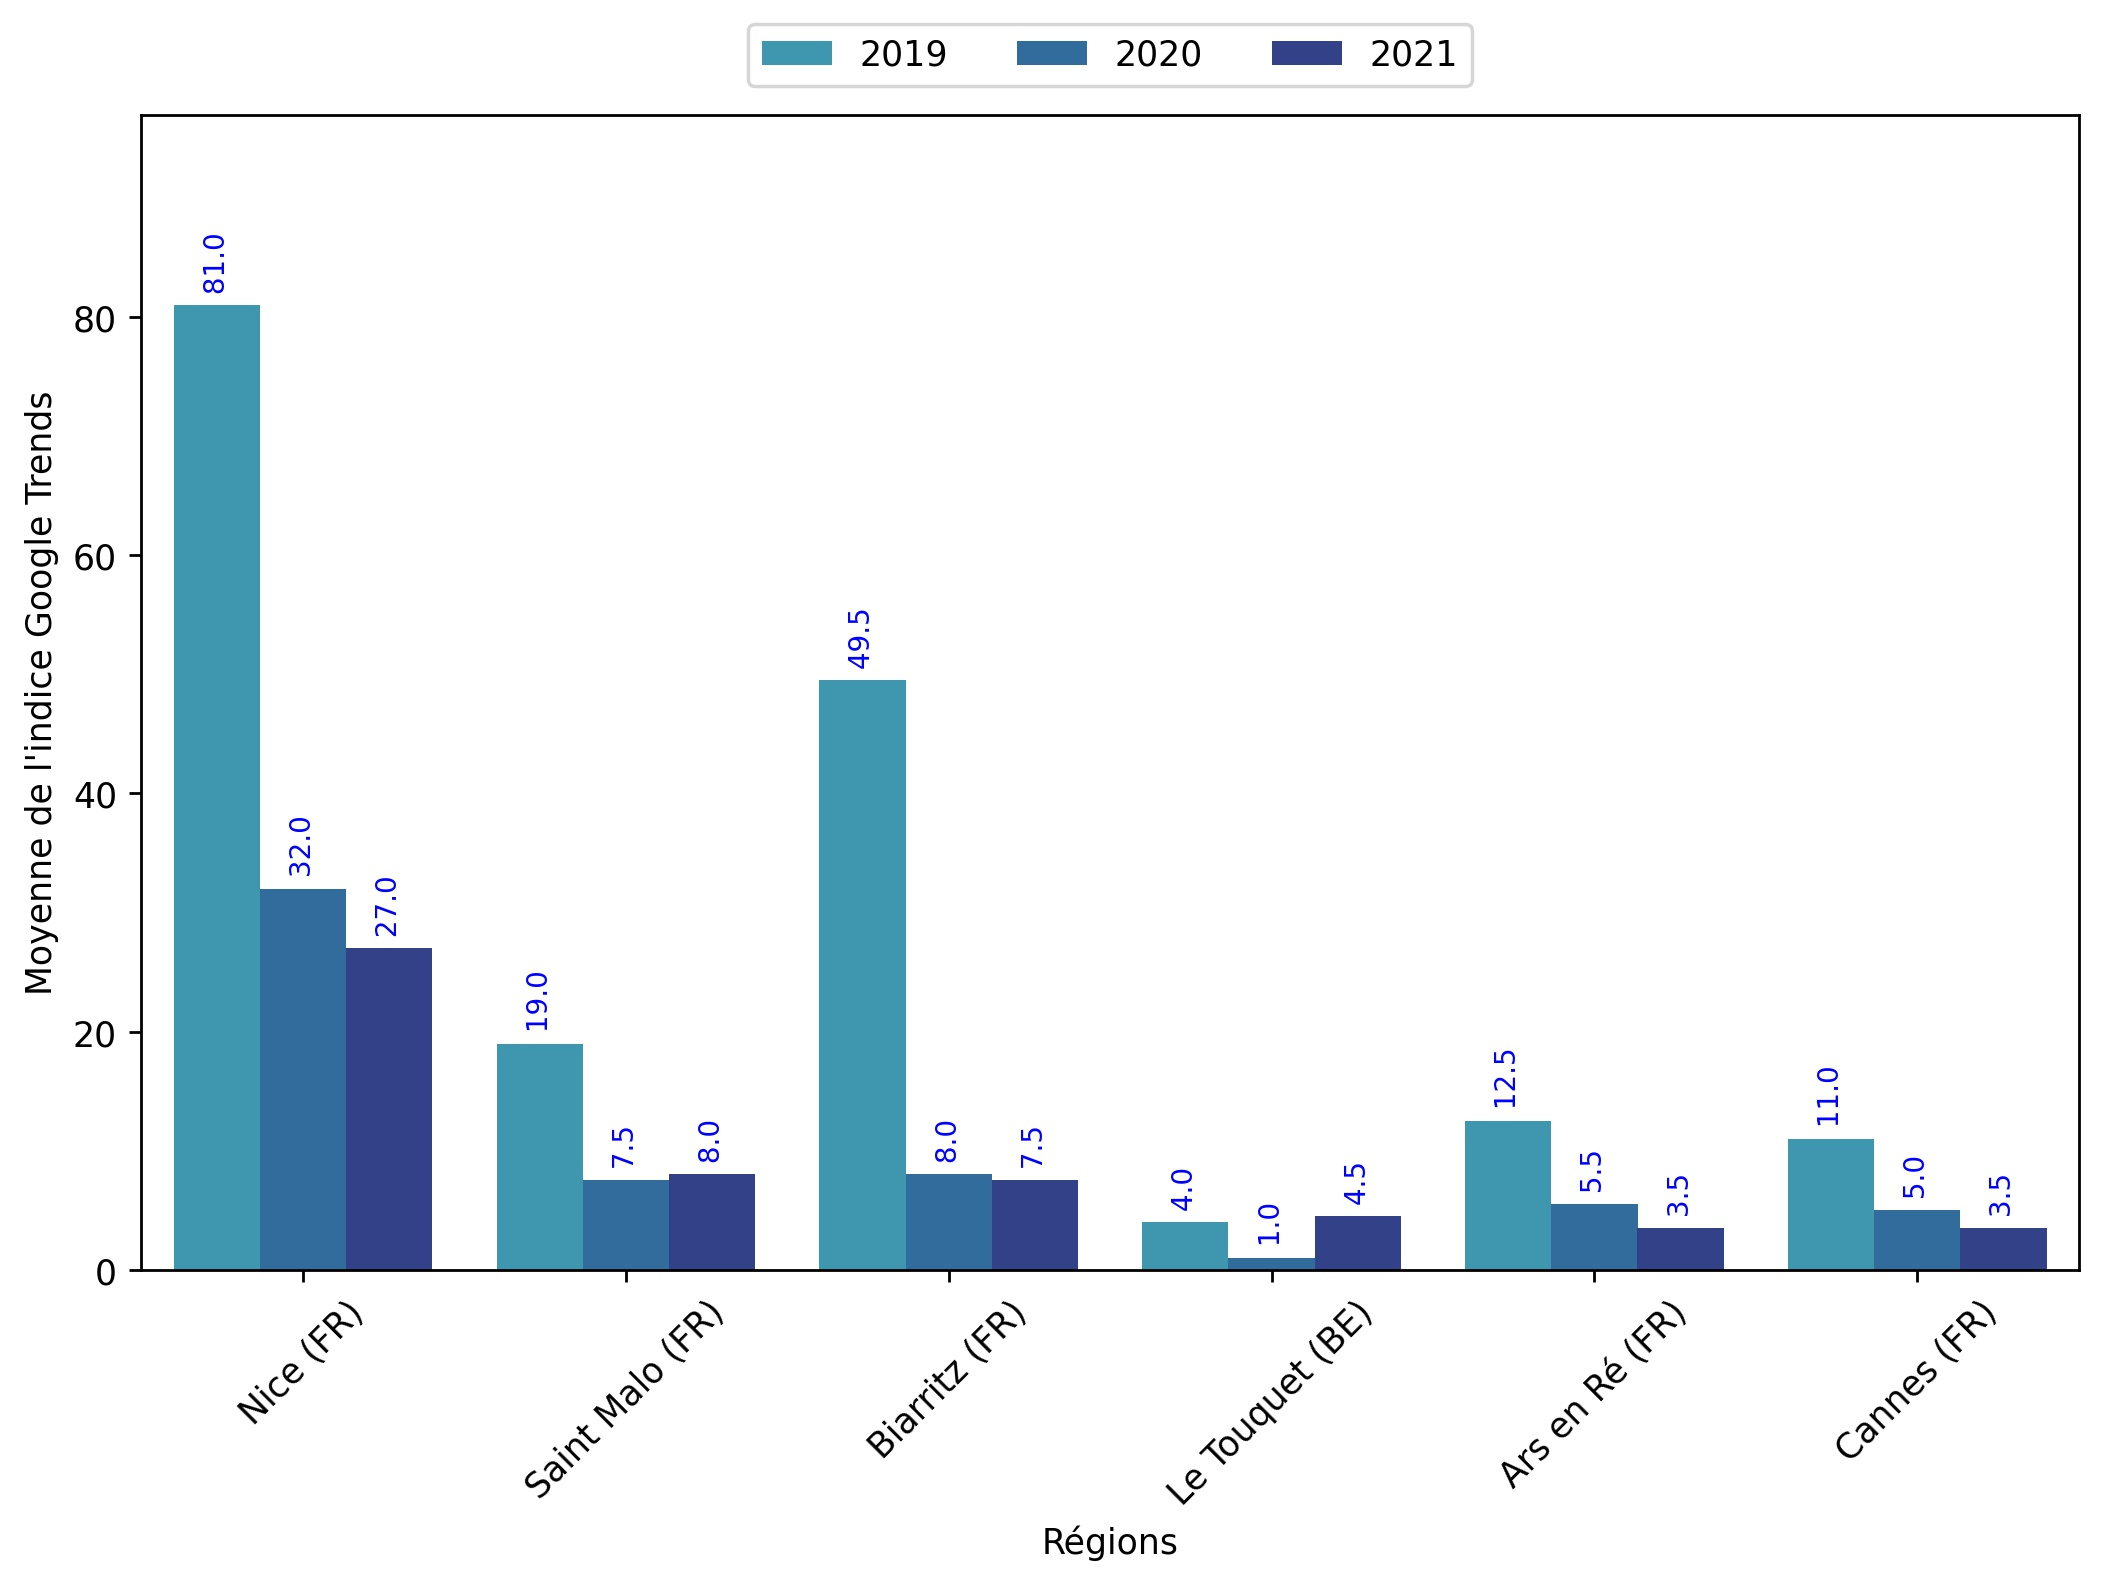 2019 2020 2021
Moyenne de l'indice Google Trends
80
60
40
20
0
81.0 32.0 27.0
19.0 7.5 8.0
49.5 8.0 7.5
4.0 1.0 4.5
12.5 5.5 3.5
11.0 5.0 3.5
Nice (FR)
Saint Malo (FR)
Biarritz (FR)
Le Touquet (BE)
Ars en Ré (FR)
Cannes (FR)
Régions